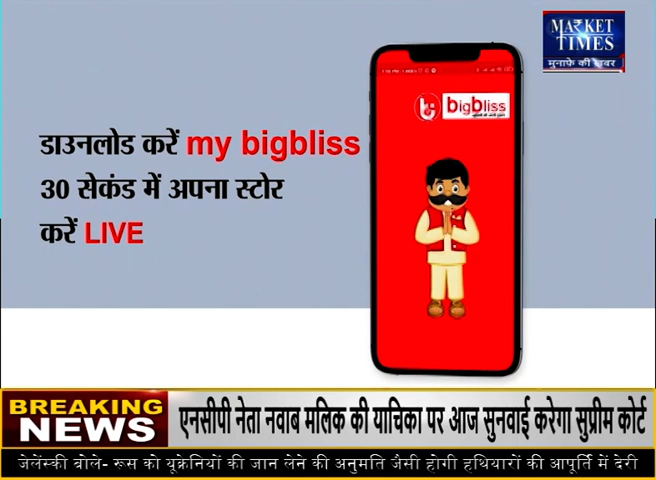 MARKET
TIMES
मुनाफे की खबर
bigbliss
डाउनलोड करें my bigbliss
30 सेकंड में अपना स्टोर
करें LIVE
BREAKING
NEWS
एनसीपी नेता नवाब मलिक की याचिका पर आज सुनवाई करेगा सुप्रीम कोर्ट
जेलेंस्की बोले- रूस को यूक्रेनियों की जान लेने की अनुमति जैसी होगी हथियारों की आपूर्ति में देरी